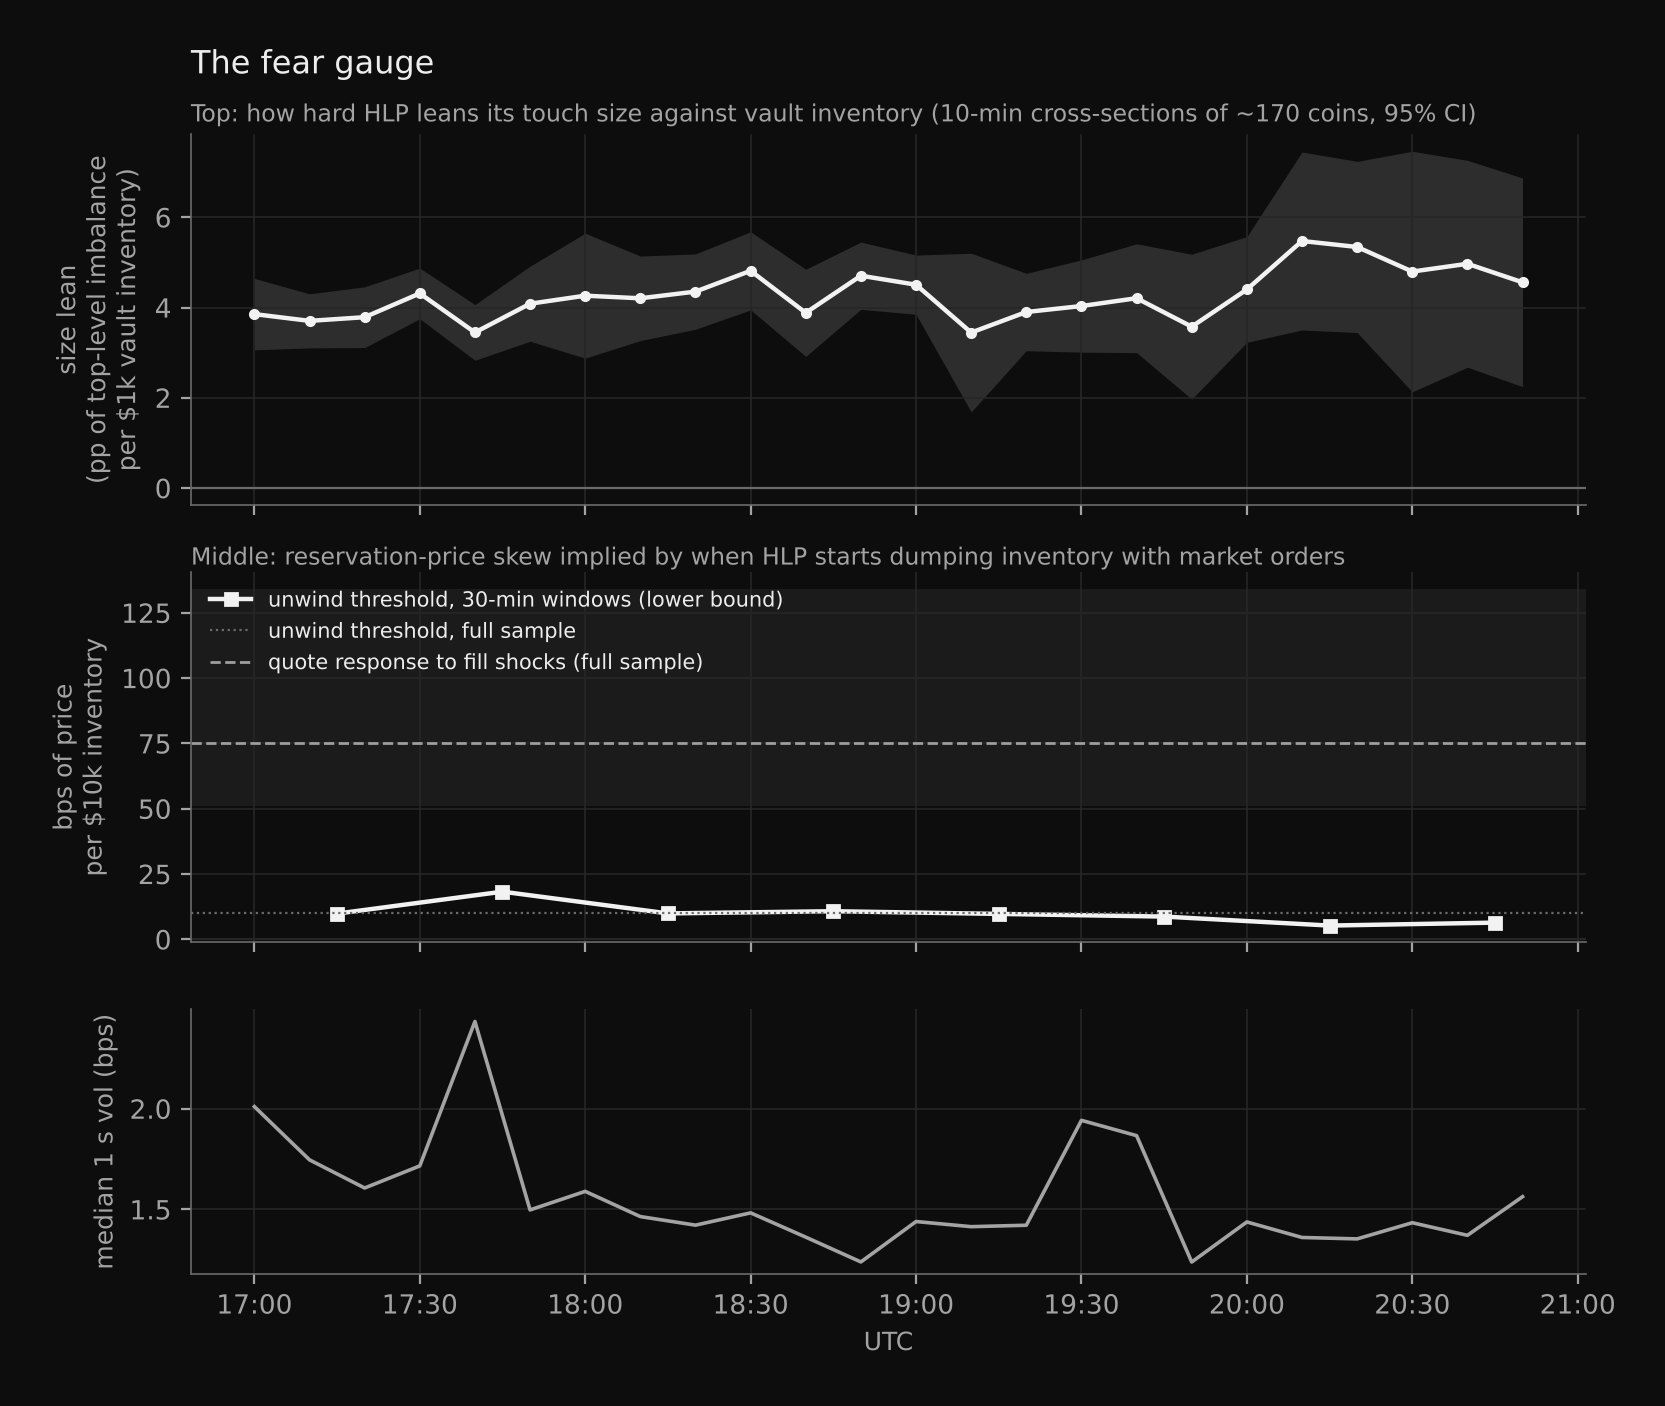 The fear gauge
Top: how hard HLP leans its touch size against vault inventory (10-min cross-sections of ~170 coins, 95% CI)
size lean
(pp of top-level imbalance
per $1k vault inventory)
6
4
2
0
Middle: reservation-price skew implied by when HLP starts dumping inventory with market orders
bps of price
per $10k inventory
125
100
75
50
25
0
unwind threshold, 30-min windows (lower bound)
unwind threshold, full sample
quote response to fill shocks (full sample)
median 1 s vol (bps)
2.0
1.5
17:00 17:30 18:00 18:30 19:00 19:30 20:00 20:30 21:00
UTC